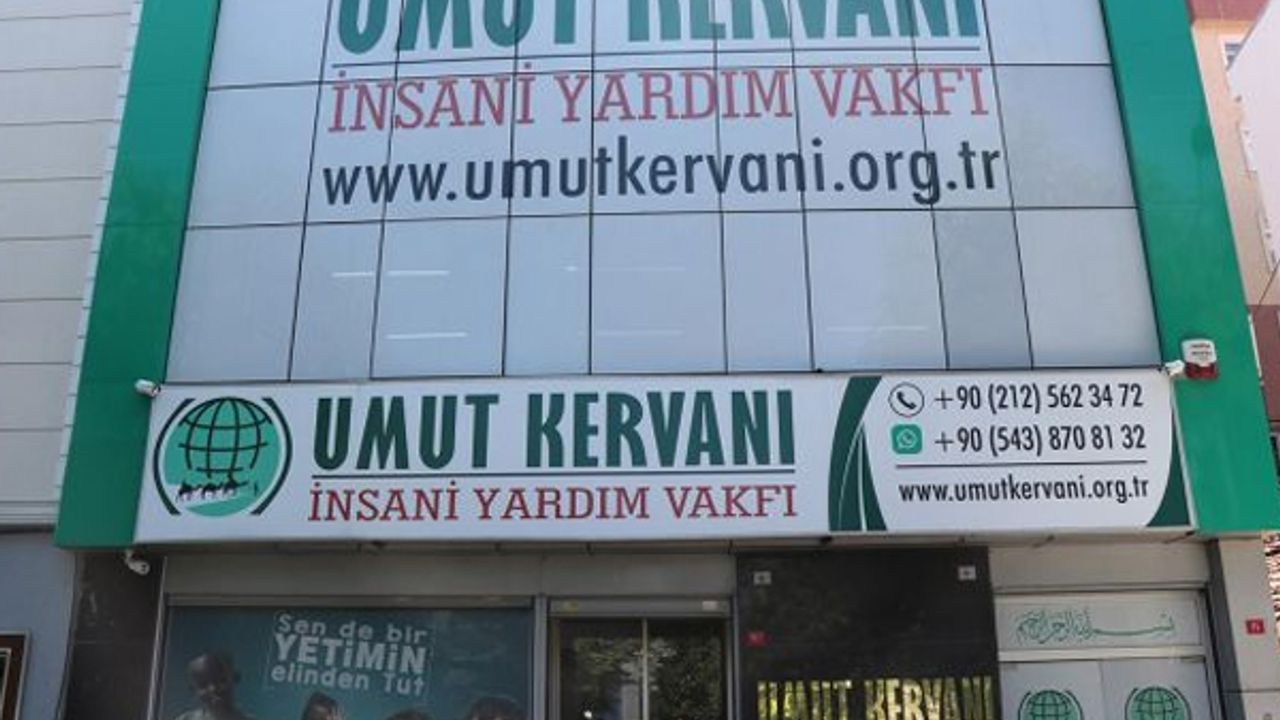 UMUT KERVANI
İNSANİ YARDIM VAKFI
www.umutkervani.org.tr
UMUT KERVANI
İNSANİ YARDIM VAKFI
+90 (212) 562 34 72
+90 (543) 870 81 32
www.umutkervani.org.tr
Sen de bir
YETİMİN
elinden Tut
UMUT KERVANI